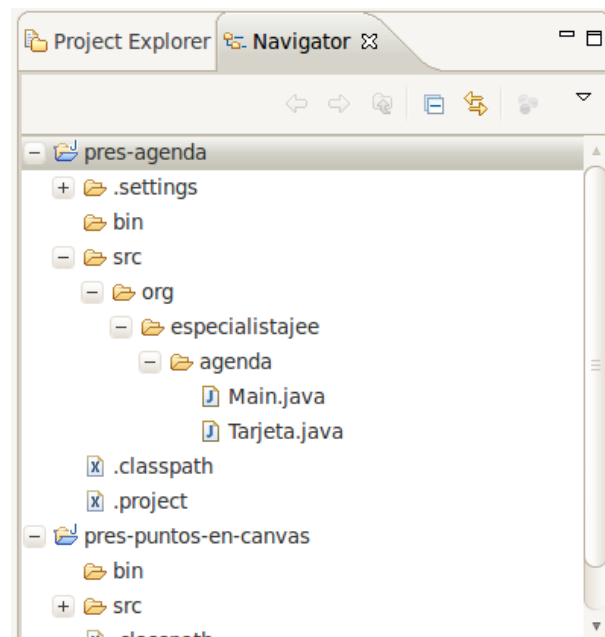 Project Explorer Navigator
pres-agenda
.settings
bin
src
org
especialistajee
agenda
Main.java
Tarjeta.java
.classpath
.project
pres-puntos-en-canvas
bin
src
.classpath